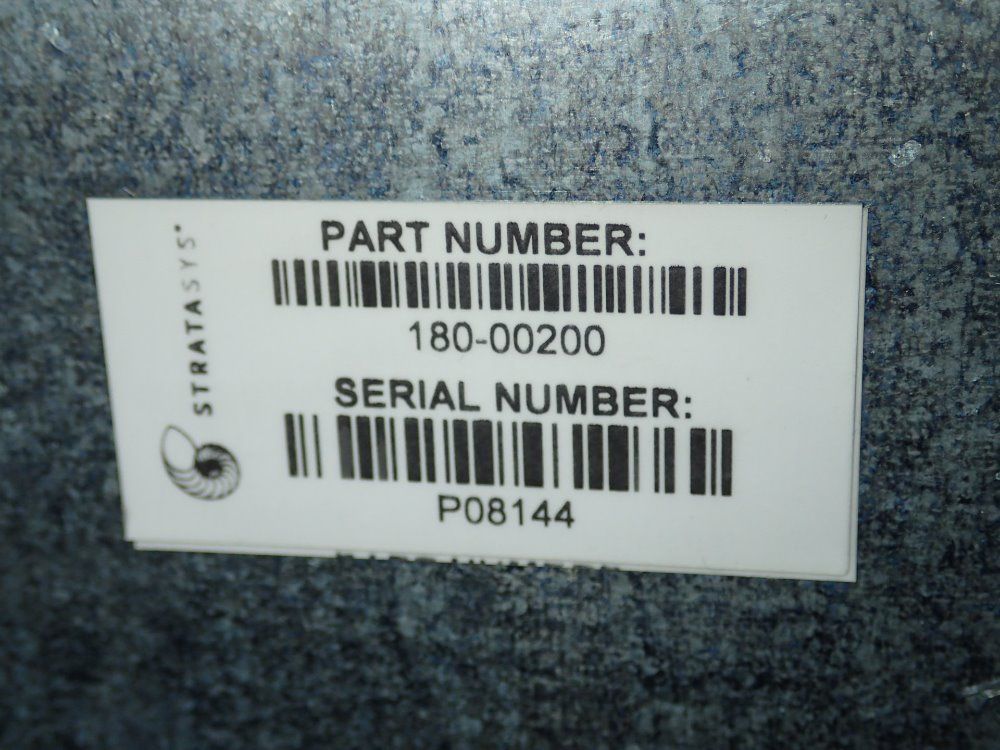 STRATASYS®
PART NUMBER:
180-00200
SERIAL NUMBER:
P08144